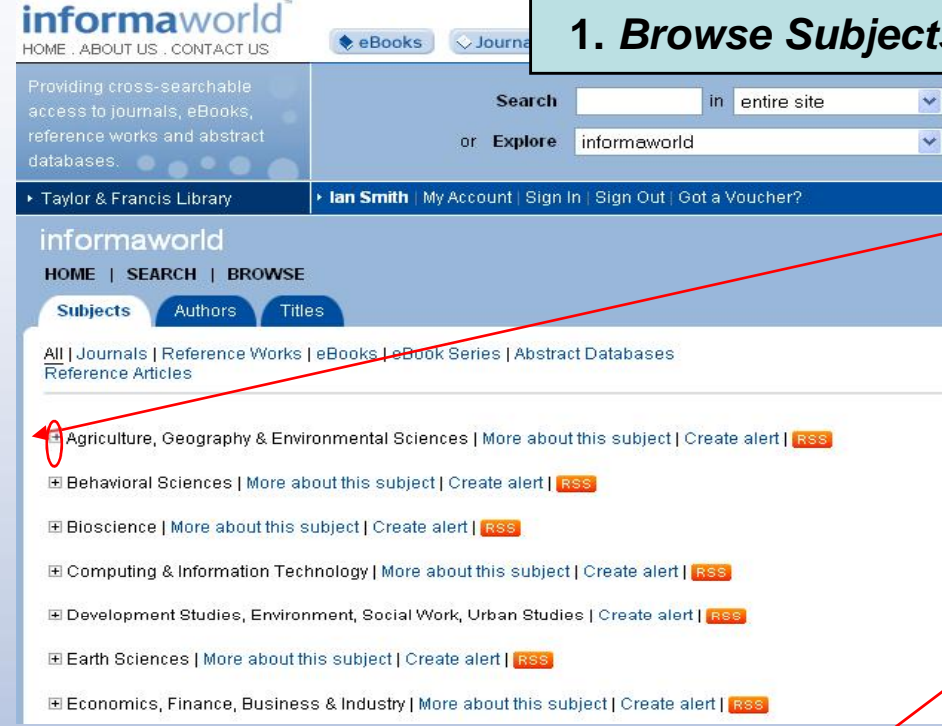 informaworld™
HOME . ABOUT US . CONTACT US
eBooks
Journa
1. Browse Subjects
Providing cross-searchable
access to journals, eBooks,
reference works and abstract
databases.
Search in entire site
or Explore informaworld
Taylor & Francis Library
Ian Smith | My Account | Sign In | Sign Out | Got a Voucher?
informaworld
HOME | SEARCH | BROWSE
Subjects Authors Titles
All | Journals | Reference Works | eBooks | eBook Series | Abstract Databases
Reference Articles
Agriculture, Geography & Environmental Sciences | More about this subject | Create alert | RSS
Behavioral Sciences | More about this subject | Create alert | RSS
Bioscience | More about this subject | Create alert | RSS
Computing & Information Technology | More about this subject | Create alert | RSS
Development Studies, Environment, Social Work, Urban Studies | Create alert | RSS
Earth Sciences | More about this subject | Create alert | RSS
Economics, Finance, Business & Industry | More about this subject | Create alert | RSS